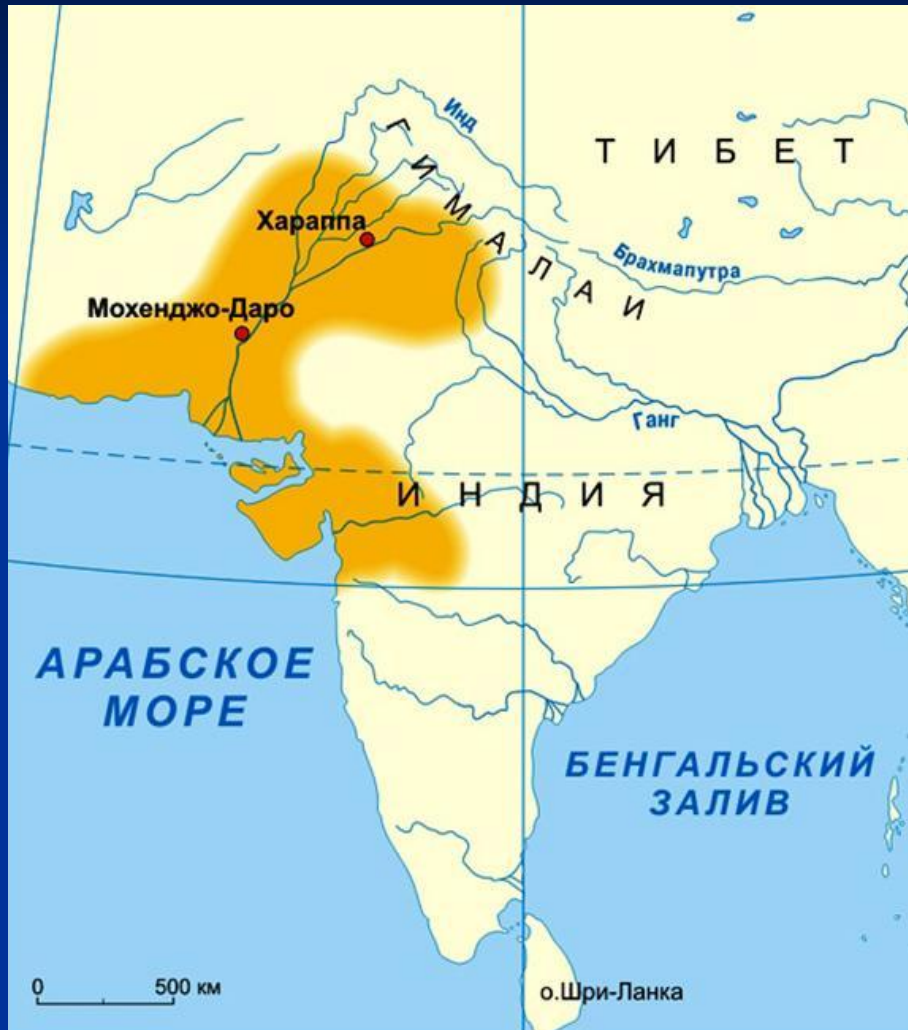 Инд
ГИМАЛАИ
ТИБЕТ
Хараппа
Брахмапутра
Мохенджо-Даро
Ганг
ИНДИЯ
АРАБСКОЕ
МОРЕ
БЕНГАЛЬСКИЙ
ЗАЛИВ
0 500 км
о.Шри-Ланка